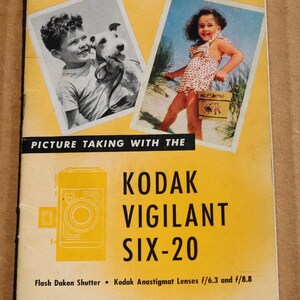 PICTURE TAKING WITH THE
KODAK
VIGILANT
SIX-20
Flash Dakon Shutter • Kodak Anastigmat Lenses f/6.3 and f/8.8